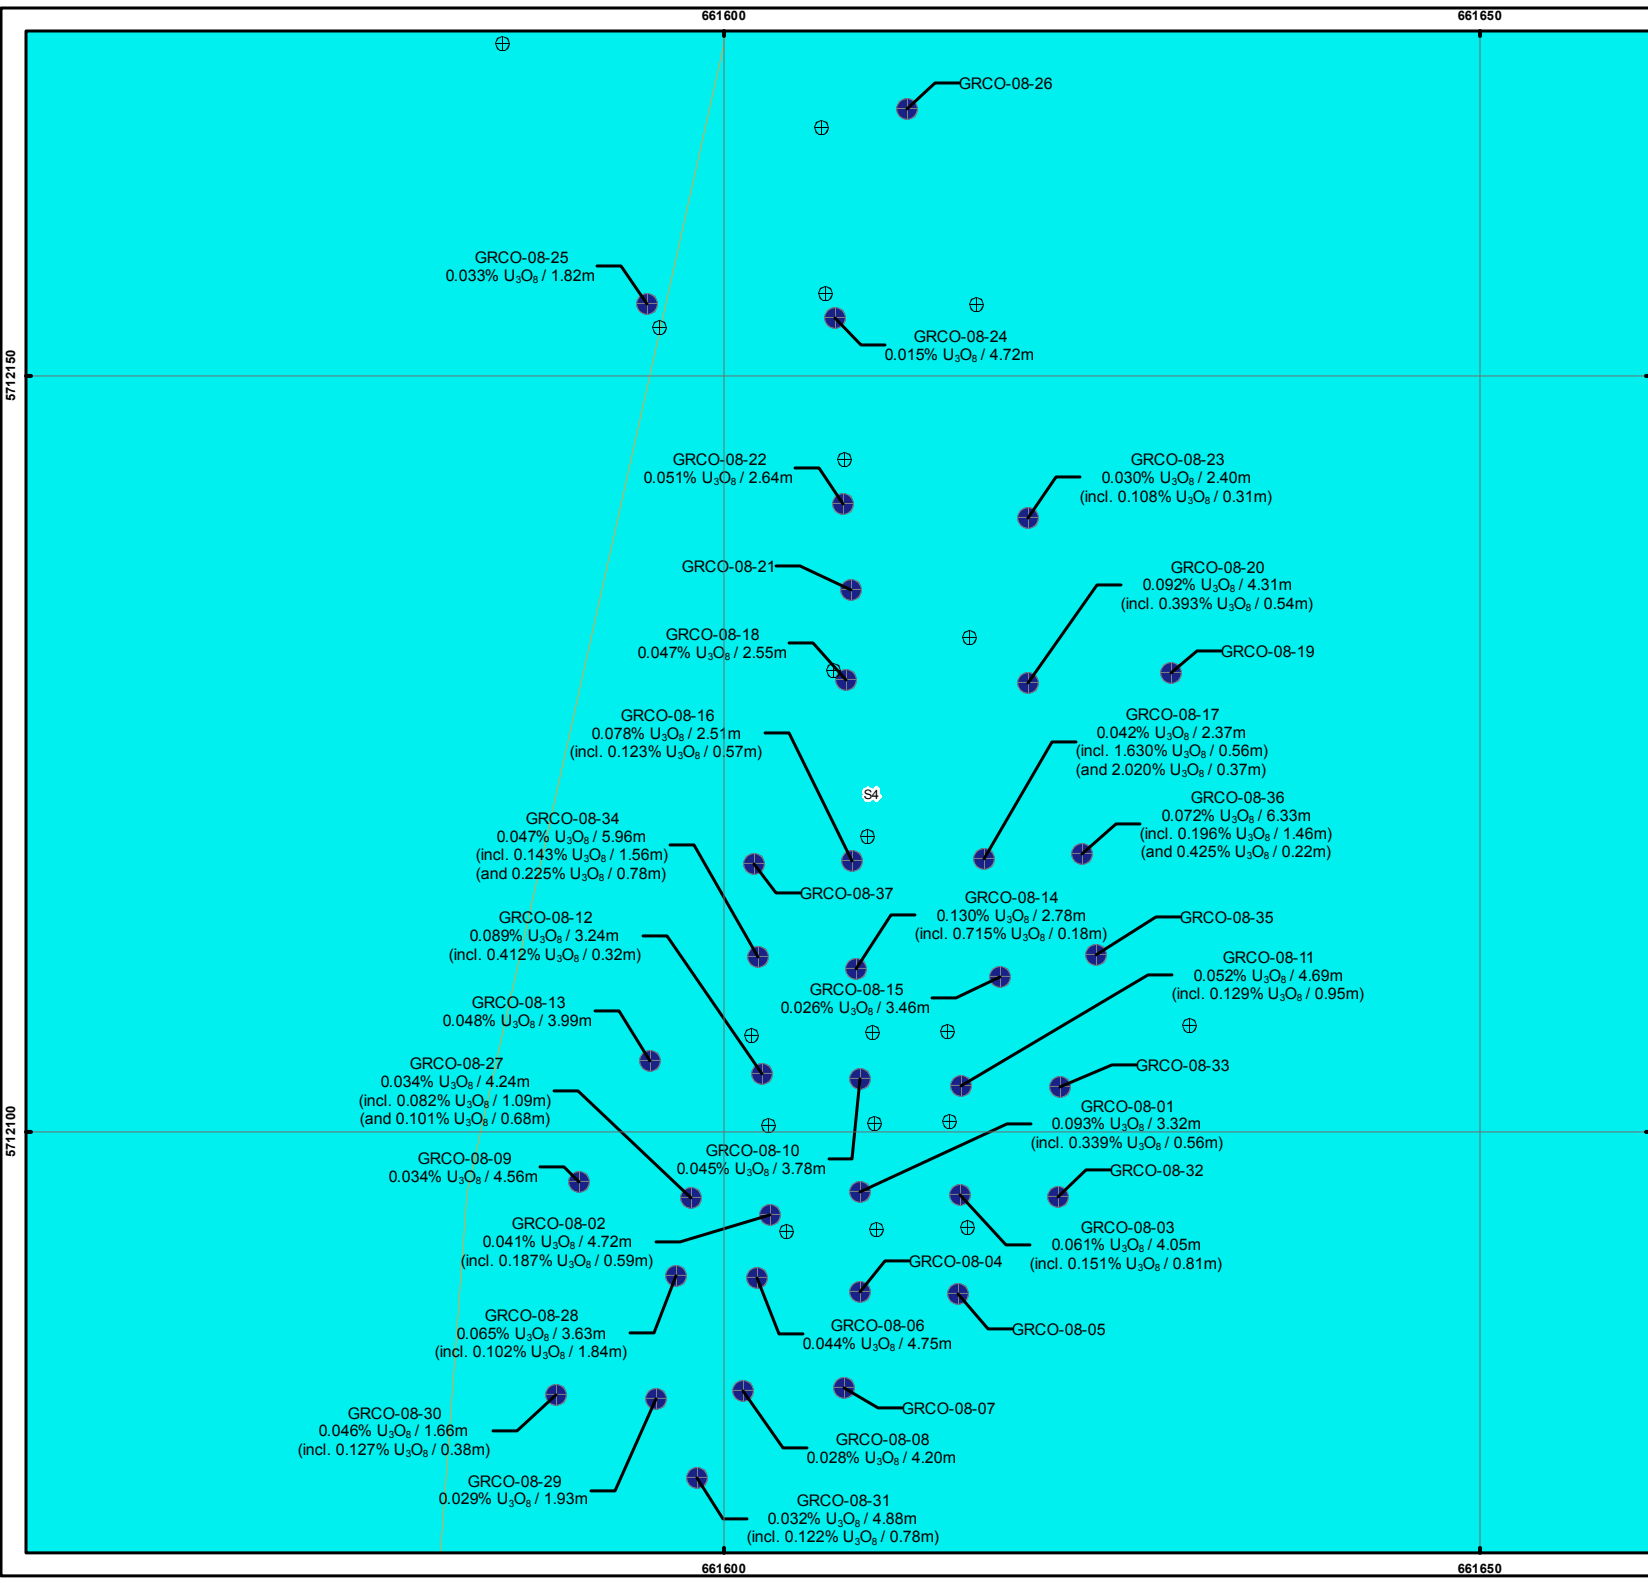 661600
661650
GRCO-08-26
GRCO-08-25
0.033% U₃O₈ / 1.82m
GRCO-08-24
0.015% U₃O₈ / 4.72m
5712150
GRCO-08-22
0.051% U₃O₈ / 2.64m
GRCO-08-23
0.030% U₃O₈ / 2.40m
(incl. 0.108% U₃O₈ / 0.31m)
GRCO-08-21
GRCO-08-20
0.092% U₃O₈ / 4.31m
(incl. 0.393% U₃O₈ / 0.54m)
GRCO-08-18
0.047% U₃O₈ / 2.55m
GRCO-08-19
GRCO-08-16
0.078% U₃O₈ / 2.51m
(incl. 0.123% U₃O₈ / 0.57m)
GRCO-08-17
0.042% U₃O₈ / 2.37m
(incl. 1.630% U₃O₈ / 0.56m)
(and 2.020% U₃O₈ / 0.37m)
S4
GRCO-08-36
0.072% U₃O₈ / 6.33m
(incl. 0.196% U₃O₈ / 1.46m)
(and 0.425% U₃O₈ / 0.22m)
GRCO-08-34
0.047% U₃O₈ / 5.96m
(incl. 0.143% U₃O₈ / 1.56m)
(and 0.225% U₃O₈ / 0.78m)
GRCO-08-37
GRCO-08-14
0.130% U₃O₈ / 2.78m
(incl. 0.715% U₃O₈ / 0.18m)
GRCO-08-35
GRCO-08-12
0.089% U₃O₈ / 3.24m
(incl. 0.412% U₃O₈ / 0.32m)
GRCO-08-11
0.052% U₃O₈ / 4.69m
(incl. 0.129% U₃O₈ / 0.95m)
GRCO-08-15
0.026% U₃O₈ / 3.46m
GRCO-08-13
0.048% U₃O₈ / 3.99m
GRCO-08-27
0.034% U₃O₈ / 4.24m
(incl. 0.082% U₃O₈ / 1.09m)
(and 0.101% U₃O₈ / 0.68m)
GRCO-08-33
5712100
GRCO-08-01
0.093% U₃O₈ / 3.32m
(incl. 0.339% U₃O₈ / 0.56m)
GRCO-08-10
0.045% U₃O₈ / 3.78m
GRCO-08-09
0.034% U₃O₈ / 4.56m
GRCO-08-32
GRCO-08-02
0.041% U₃O₈ / 4.72m
(incl. 0.187% U₃O₈ / 0.59m)
GRCO-08-03
0.061% U₃O₈ / 4.05m
(incl. 0.151% U₃O₈ / 0.81m)
GRCO-08-04
GRCO-08-28
0.065% U₃O₈ / 3.63m
(incl. 0.102% U₃O₈ / 1.84m)
GRCO-08-06
0.044% U₃O₈ / 4.75m
GRCO-08-05
GRCO-08-30
0.046% U₃O₈ / 1.66m
(incl. 0.127% U₃O₈ / 0.38m)
GRCO-08-07
GRCO-08-08
0.028% U₃O₈ / 4.20m
GRCO-08-29
0.029% U₃O₈ / 1.93m
GRCO-08-31
0.032% U₃O₈ / 4.88m
(incl. 0.122% U₃O₈ / 0.78m)
661600
661650